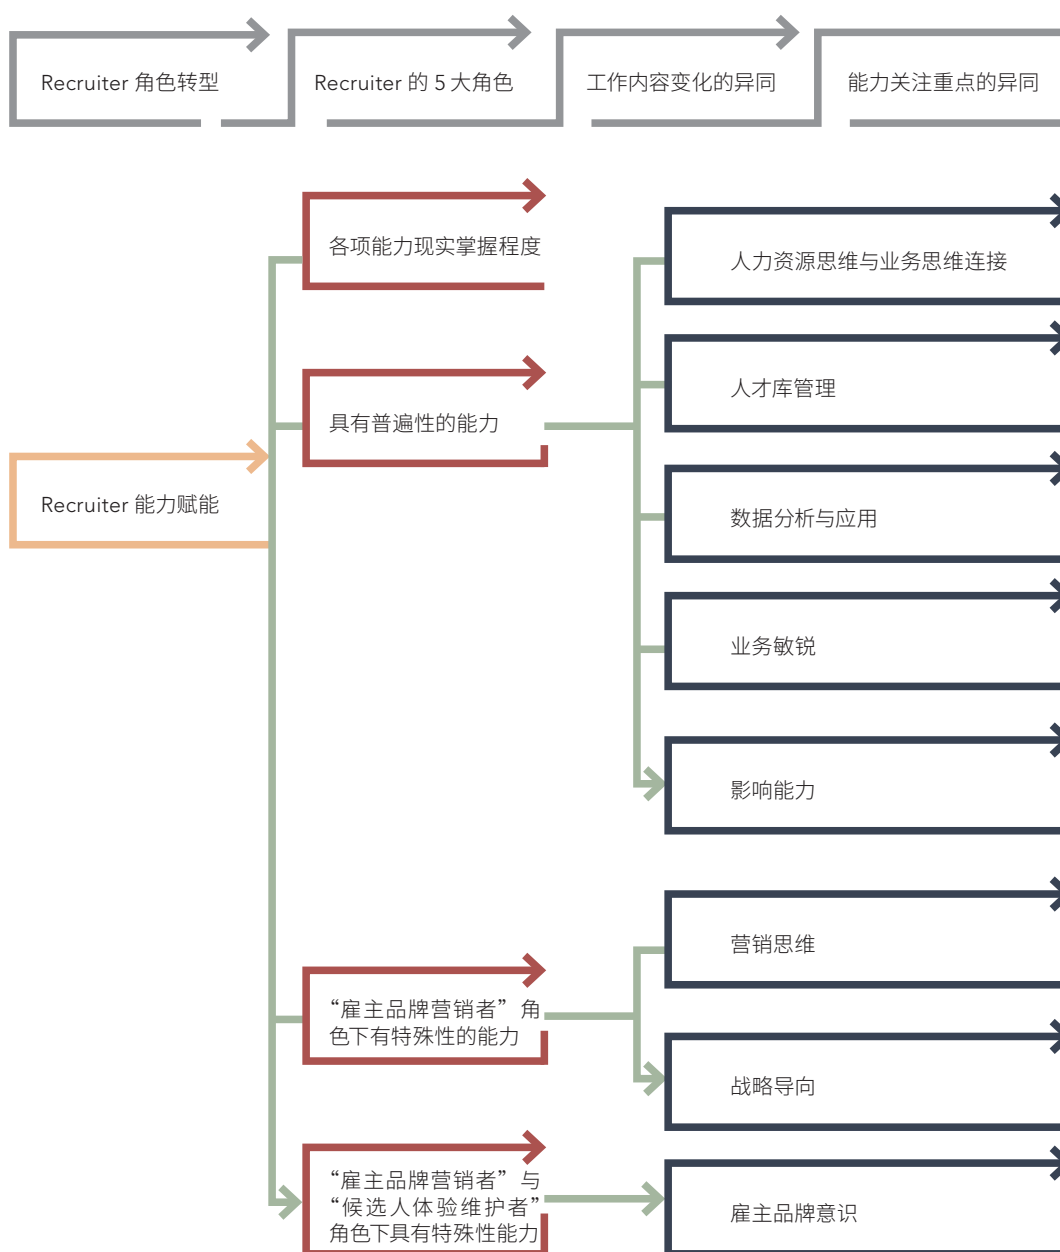 Recruiter 角色转型
Recruiter 的 5 大角色
工作内容变化的异同
能力关注重点的异同
Recruiter 能力赋能
各项能力现实掌握程度
具有普遍性的能力
人力资源思维与业务思维连接
人才库管理
数据分析与应用
业务敏锐
影响能力
“雇主品牌营销者”角
色下有特殊性的能力
营销思维
战略导向
“雇主品牌营销者”与
“候选人体验维护者”
角色下具有特殊性能力
雇主品牌意识